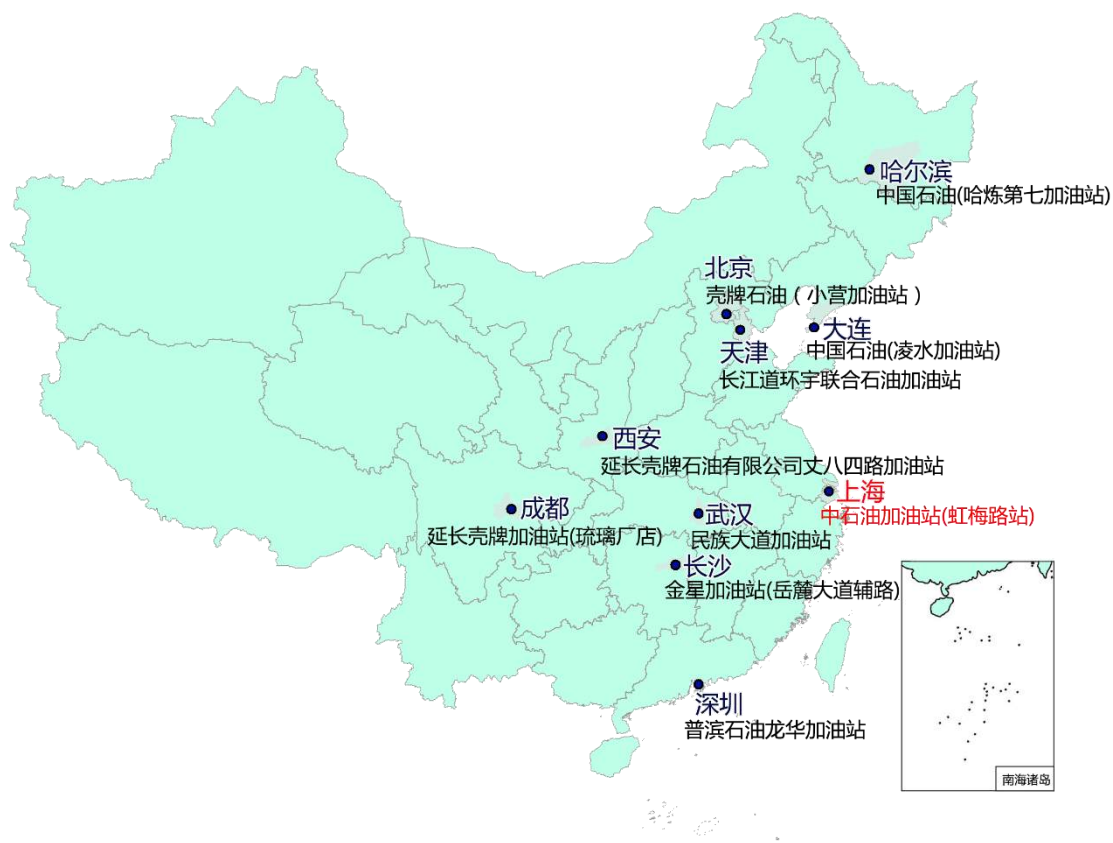 哈尔滨
中国石油(哈炼第七加油站)
北京
壳牌石油（小营加油站）
大连
中国石油(凌水加油站)
天津
长江道环宇联合石油加油站
西安
延长壳牌石油有限公司丈八四路加油站
上海
中石油加油站(虹梅路站)
成都
延长壳牌加油站(琉璃厂店)
武汉
民族大道加油站
长沙
金星加油站(岳麓大道辅路)
深圳
普滨石油龙华加油站
南海诸岛